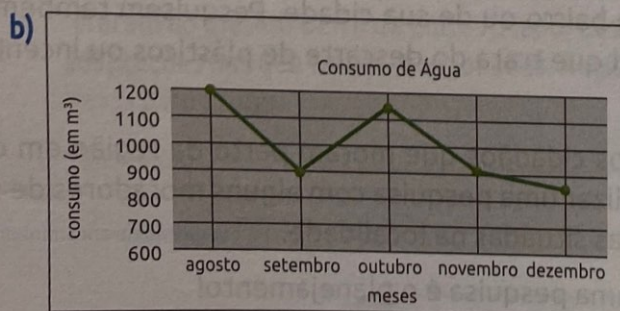 b)
Consumo de Água
consumo (em m³)
1200
1100
1000
900
800
700
600
agosto setembro outubro novembro dezembro
meses